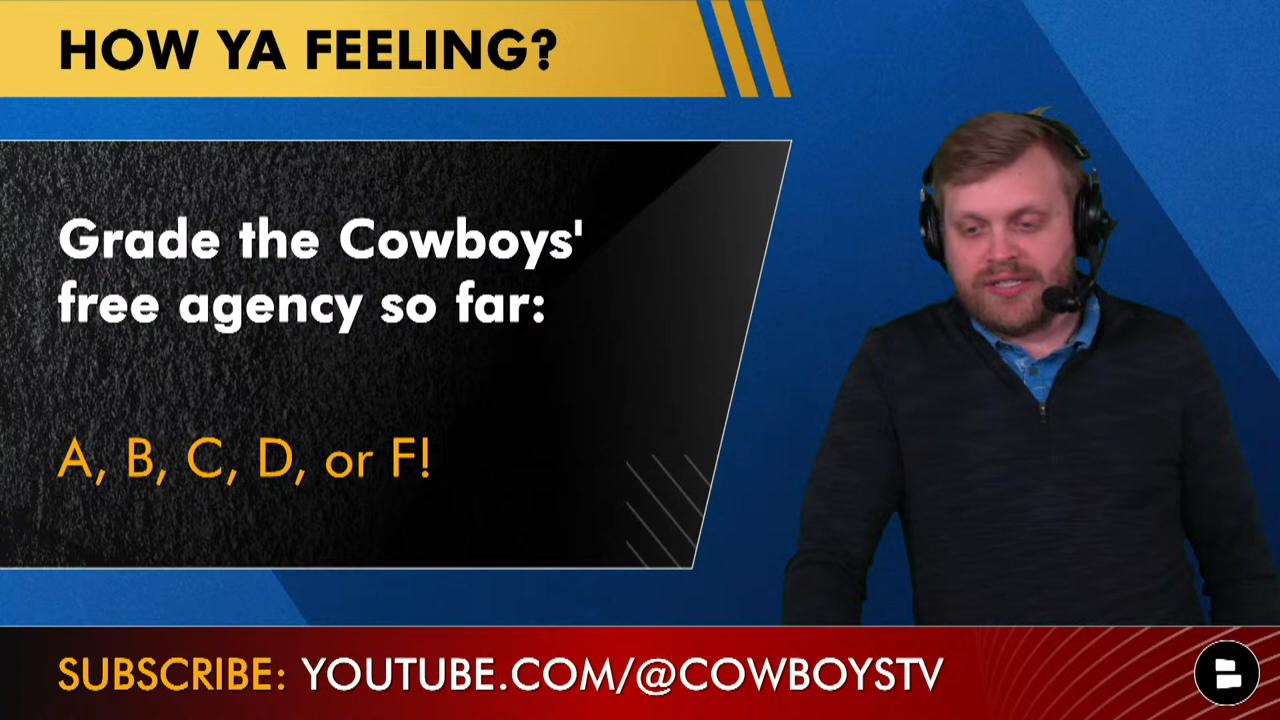 HOW YA FEELING?
Grade the Cowboys'
free agency so far:
A, B, C, D, or F!
SUBSCRIBE: YOUTUBE.COM/@COWBOYSTV